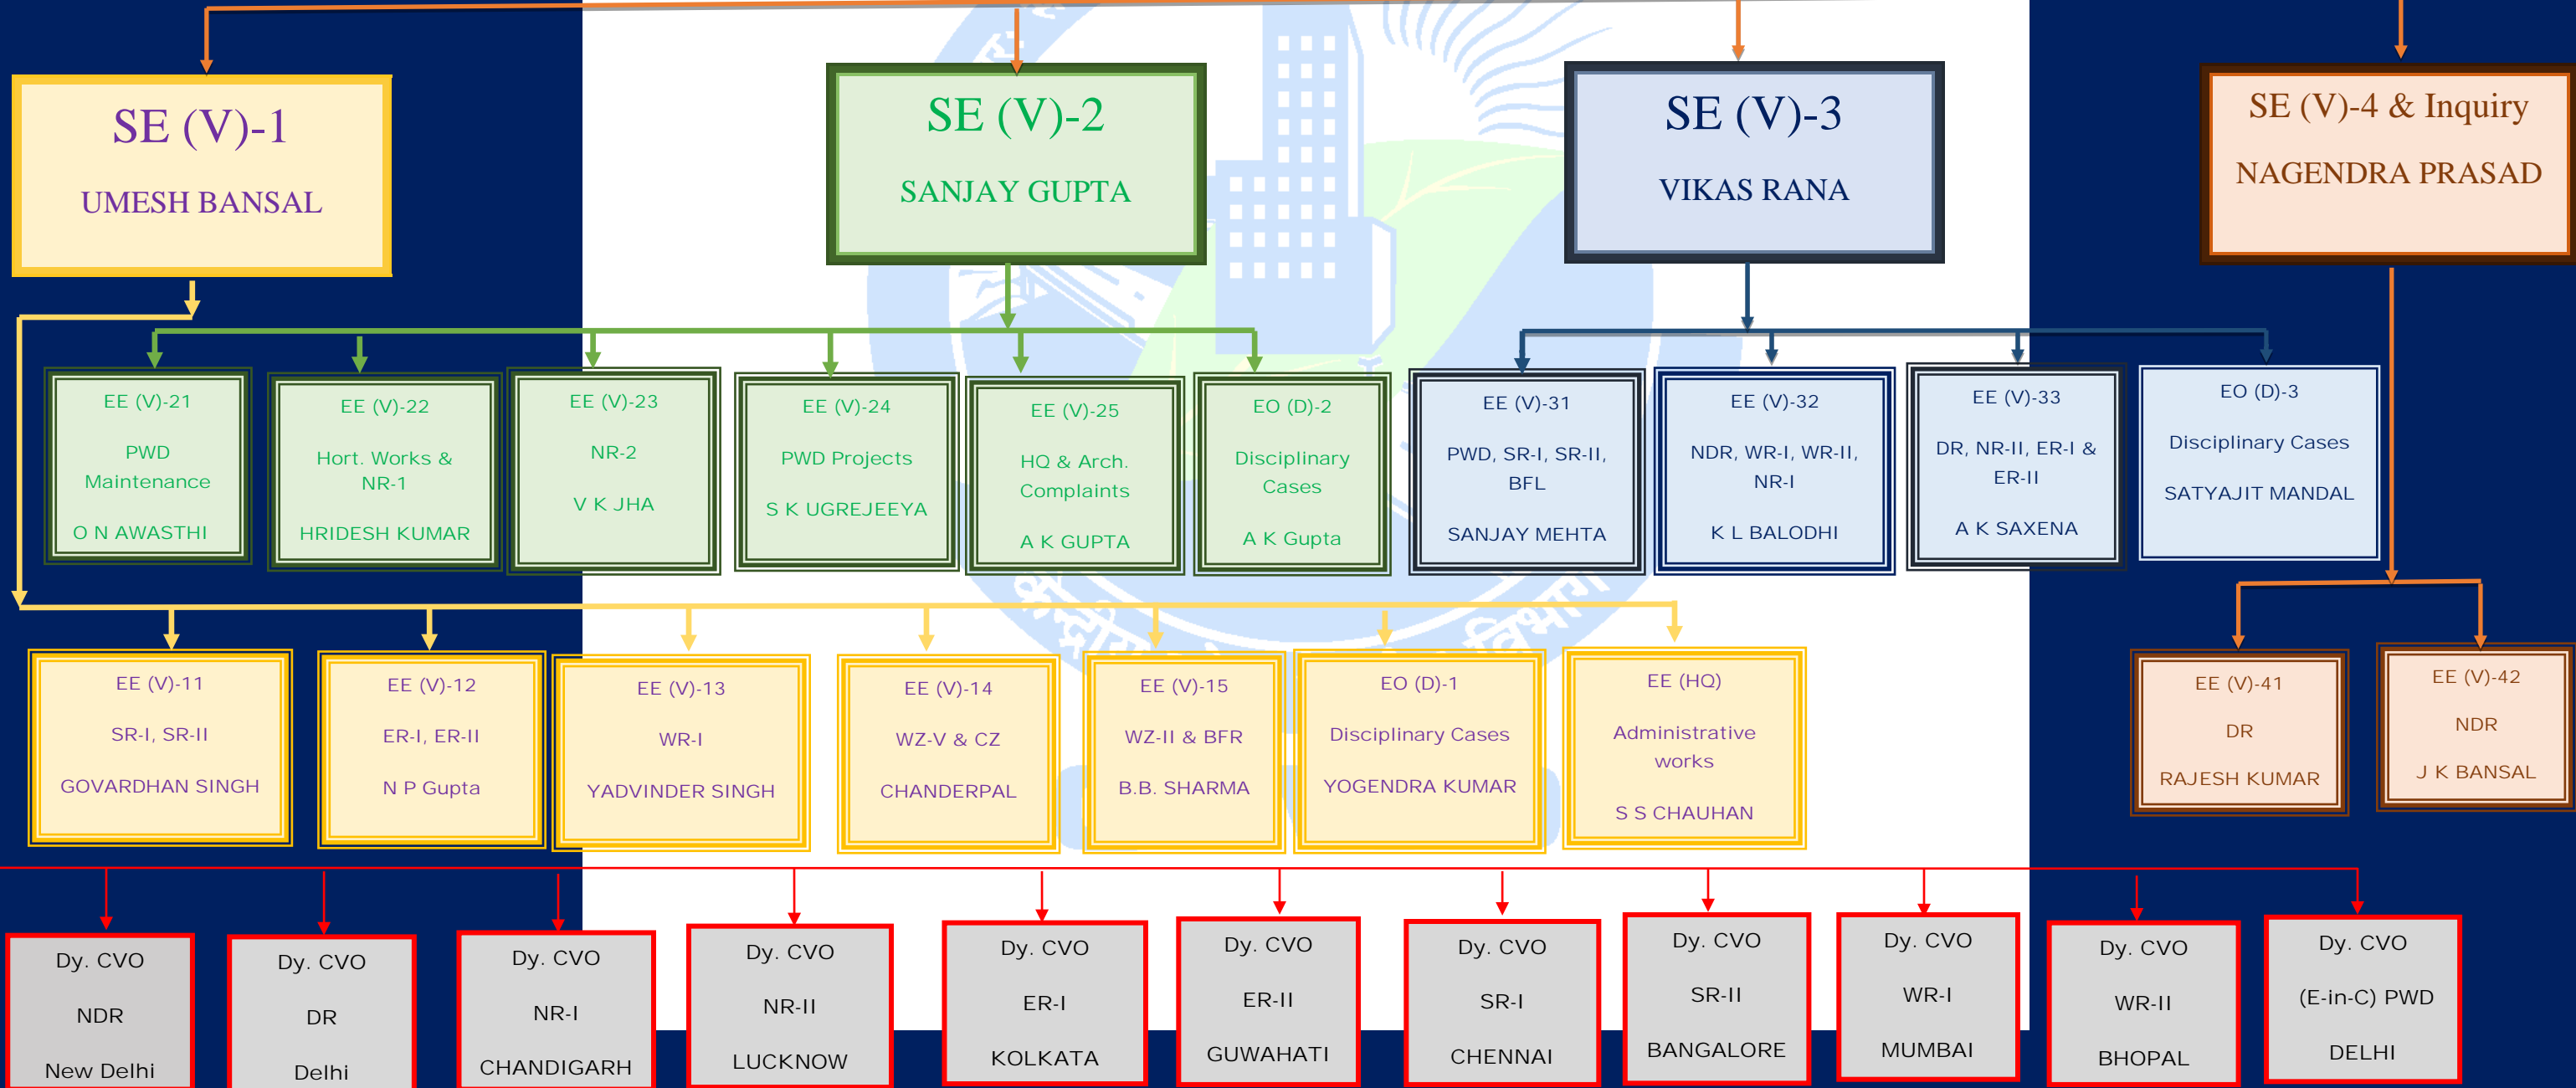 SE (V)-1
UMESH BANSAL
SE (V)-2
SANJAY GUPTA
SE (V)-3
VIKAS RANA
SE (V)-4 & Inquiry
NAGENDRA PRASAD
EE (V)-21
PWD
Maintenance
O N AWASTHI
EE (V)-22
Hort. Works &
NR-1
HRIDESH KUMAR
EE (V)-23
NR-2
V K JHA
EE (V)-24
PWD Projects
S K UGREJEEYA
EE (V)-25
HQ & Arch.
Complaints
A K GUPTA
EO (D)-2
Disciplinary
Cases
A K Gupta
EE (V)-31
PWD, SR-I, SR-II,
BFL
SANJAY MEHTA
EE (V)-32
NDR, WR-I, WR-II,
NR-I
K L BALODHI
EE (V)-33
DR, NR-II, ER-I &
ER-II
A K SAXENA
EO (D)-3
Disciplinary Cases
SATYAJIT MANDAL
EE (V)-11
SR-I, SR-II
GOVARDHAN SINGH
EE (V)-12
ER-I, ER-II
N P Gupta
EE (V)-13
WR-I
YADVINDER SINGH
EE (V)-14
WZ-V & CZ
CHANDERPAL
EE (V)-15
WZ-II & BFR
B.B. SHARMA
EO (D)-1
Disciplinary Cases
YOGENDRA KUMAR
EE (HQ)
Administrative
works
S S CHAUHAN
EE (V)-41
DR
RAJESH KUMAR
EE (V)-42
NDR
J K BANSAL
Dy. CVO
NDR
New Delhi
Dy. CVO
DR
Delhi
Dy. CVO
NR-I
CHANDIGARH
Dy. CVO
NR-II
LUCKNOW
Dy. CVO
ER-I
KOLKATA
Dy. CVO
ER-II
GUWAHATI
Dy. CVO
SR-I
CHENNAI
Dy. CVO
SR-II
BANGALORE
Dy. CVO
WR-I
MUMBAI
Dy. CVO
WR-II
BHOPAL
Dy. CVO
(E-in-C) PWD
DELHI